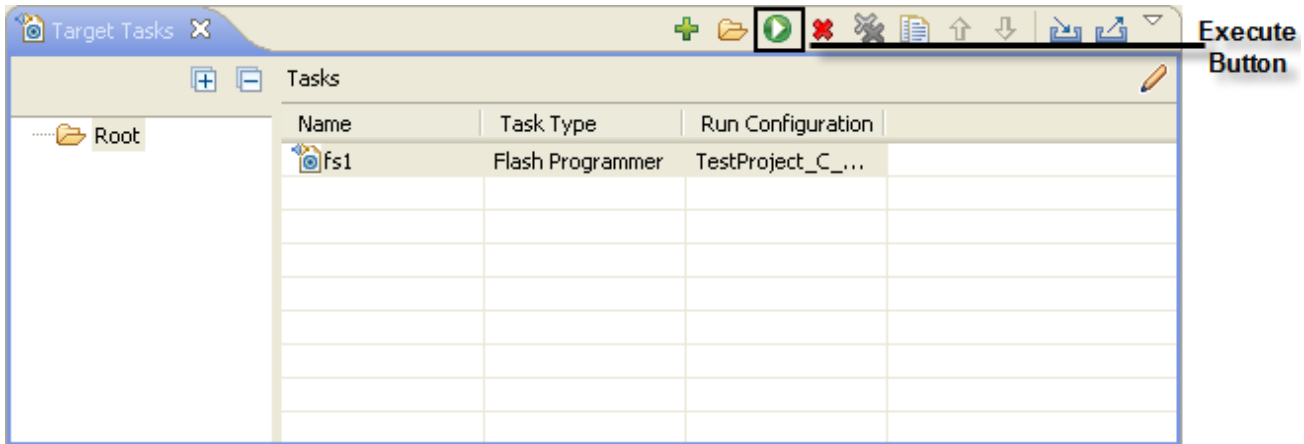 Target Tasks
Execute
Button
Tasks
Root
Name Task Type Run Configuration
fs1 Flash Programmer TestProject_C_...